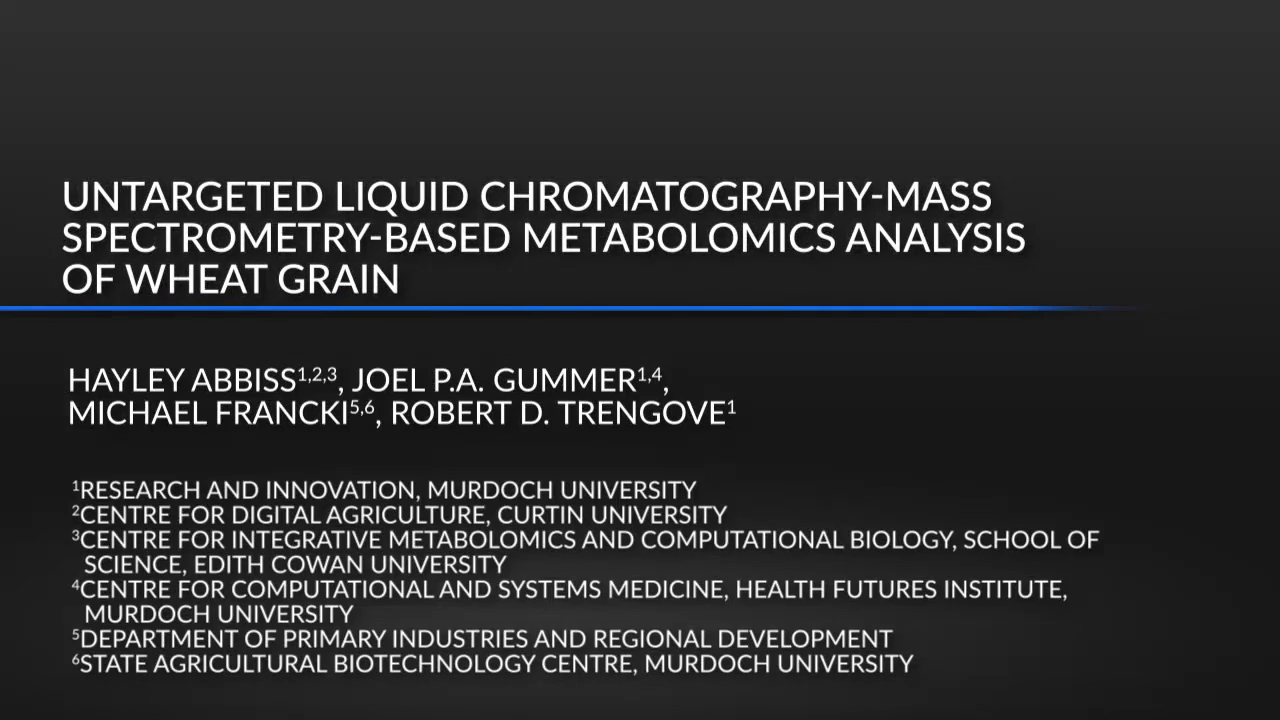 UNTARGETED LIQUID CHROMATOGRAPHY-MASS
SPECTROMETRY-BASED METABOLOMICS ANALYSIS
OF WHEAT GRAIN
HAYLEY ABBISS1,2,3, JOEL P.A. GUMMER1,4,
MICHAEL FRANCKI5,6, ROBERT D. TRENGOVE1
1RESEARCH AND INNOVATION, MURDOCH UNIVERSITY
2CENTRE FOR DIGITAL AGRICULTURE, CURTIN UNIVERSITY
3CENTRE FOR INTEGRATIVE METABOLOMICS AND COMPUTATIONAL BIOLOGY, SCHOOL OF
SCIENCE, EDITH COWAN UNIVERSITY
4CENTRE FOR COMPUTATIONAL AND SYSTEMS MEDICINE, HEALTH FUTURES INSTITUTE,
MURDOCH UNIVERSITY
5DEPARTMENT OF PRIMARY INDUSTRIES AND REGIONAL DEVELOPMENT
6STATE AGRICULTURAL BIOTECHNOLOGY CENTRE, MURDOCH UNIVERSITY